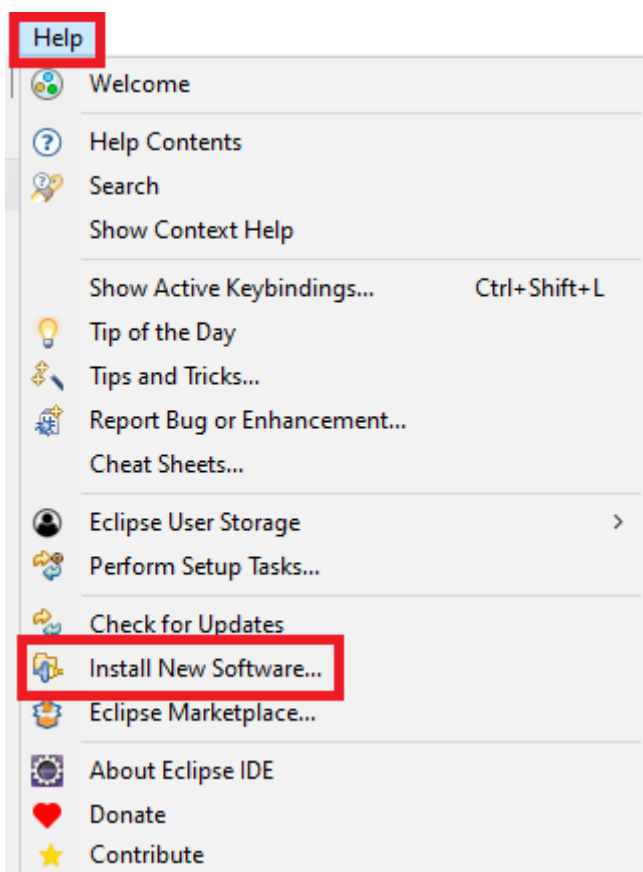 Help
Welcome
Help Contents
Search
Show Context Help
Show Active Keybindings... Ctrl+Shift+L
Tip of the Day
Tips and Tricks...
Report Bug or Enhancement...
Cheat Sheets...
Eclipse User Storage
Perform Setup Tasks...
Check for Updates
Install New Software...
Eclipse Marketplace...
About Eclipse IDE
Donate
Contribute